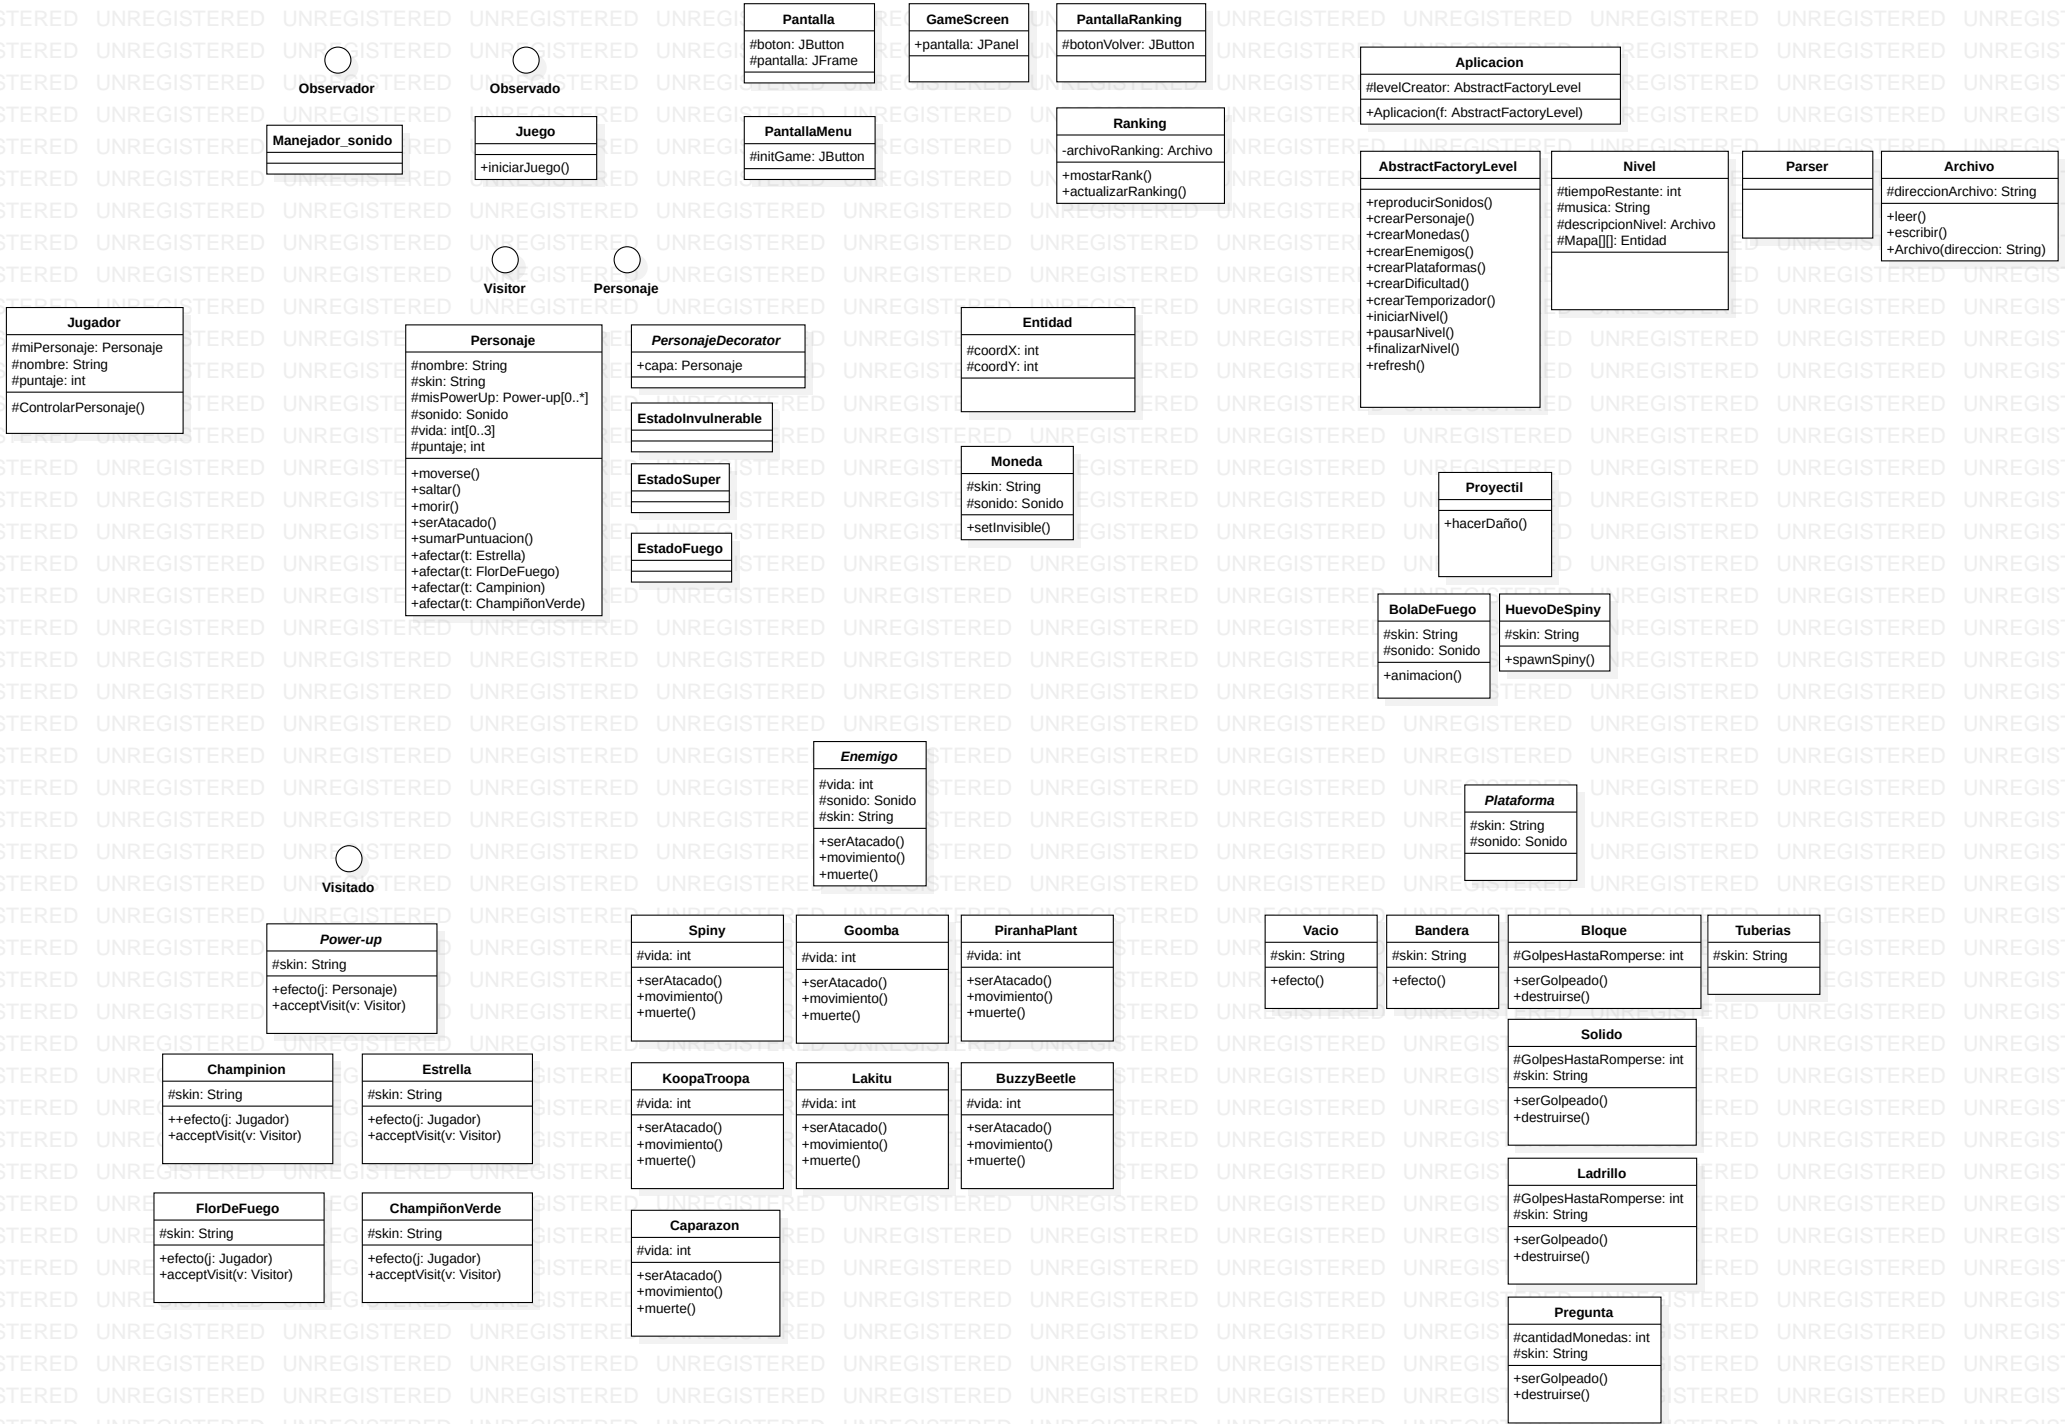 Pantalla
#boton: JButton
#pantalla: JFrame
GameScreen
+pantalla: JPanel
PantallaRanking
#botonVolver: JButton
Observador
Observado
Aplicacion
#levelCreator: AbstractFactoryLevel
+Aplicacion(f: AbstractFactoryLevel)
Manejador_sonido
Juego
+iniciarJuego()
PantallaMenu
#initGame: JButton
Ranking
-archivoRanking: Archivo
+mostarRank()
+actualizarRanking()
AbstractFactoryLevel
+reproducirSonidos()
+crearPersonaje()
+crearMonedas()
+crearEnemigos()
+crearPlataformas()
+crearDificultad()
+crearTemporizador()
+iniciarNivel()
+pausarNivel()
+finalizarNivel()
+refresh()
Nivel
#tiempoRestante: int
#musica: String
#descripcionNivel: Archivo
#Mapa[][]: Entidad
Parser
Archivo
#direccionArchivo: String
+leer()
+escribir()
+Archivo(direccion: String)
Visitor
Personaje
Jugador
#miPersonaje: Personaje
#nombre: String
#puntaje: int
#ControlarPersonaje()
Personaje
#nombre: String
#skin: String
#misPowerUp: Power-up[0..*]
#sonido: Sonido
#vida: int[0..3]
#puntaje; int
+moverse()
+saltar()
+morir()
+serAtacado()
+sumarPuntuacion()
+afectar(t: Estrella)
+afectar(t: FlorDeFuego)
+afectar(t: Campinion)
+afectar(t: ChampiñonVerde)
PersonajeDecorator
+capa: Personaje
EstadoInvulnerable
EstadoSuper
EstadoFuego
Entidad
#coordX: int
#coordY: int
Moneda
#skin: String
#sonido: Sonido
+setInvisible()
Proyectil
+hacerDaño()
BolaDeFuego
#skin: String
#sonido: Sonido
+animacion()
HuevoDeSpiny
#skin: String
+spawnSpiny()
Enemigo
#vida: int
#sonido: Sonido
#skin: String
+serAtacado()
+movimiento()
+muerte()
Plataforma
#skin: String
#sonido: Sonido
Visitado
Power-up
#skin: String
+efecto(j: Personaje)
+acceptVisit(v: Visitor)
Spiny
#vida: int
+serAtacado()
+movimiento()
+muerte()
Goomba
#vida: int
+serAtacado()
+movimiento()
+muerte()
PiranhaPlant
#vida: int
+serAtacado()
+movimiento()
+muerte()
Vacio
#skin: String
+efecto()
Bandera
#skin: String
+efecto()
Bloque
#GolpesHastaRomperse: int
+serGolpeado()
+destruirse()
Tuberias
#skin: String
Champinion
#skin: String
++efecto(j: Jugador)
+acceptVisit(v: Visitor)
Estrella
#skin: String
+efecto(j: Jugador)
+acceptVisit(v: Visitor)
KoopaTroopa
#vida: int
+serAtacado()
+movimiento()
+muerte()
Lakitu
#vida: int
+serAtacado()
+movimiento()
+muerte()
BuzzyBeetle
#vida: int
+serAtacado()
+movimiento()
+muerte()
Solido
#GolpesHastaRomperse: int
#skin: String
+serGolpeado()
+destruirse()
FlorDeFuego
#skin: String
+efecto(j: Jugador)
+acceptVisit(v: Visitor)
ChampiñonVerde
#skin: String
+efecto(j: Jugador)
+acceptVisit(v: Visitor)
Caparazon
#vida: int
+serAtacado()
+movimiento()
+muerte()
Ladrillo
#GolpesHastaRomperse: int
#skin: String
+serGolpeado()
+destruirse()
Pregunta
#cantidadMonedas: int
#skin: String
+serGolpeado()
+destruirse()
UNREGISTERED